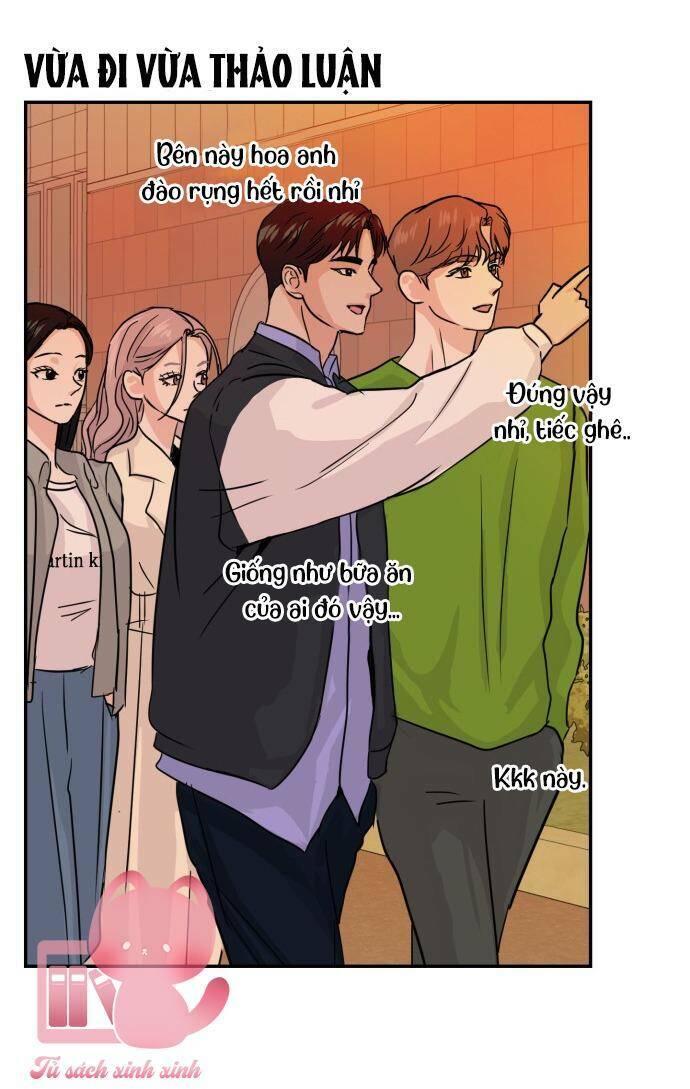 VỪA ĐI VỪA THẢO LUẬN
Bên này hoa anh
đào rụng hết rồi nhỉ
Đúng vậy
nhỉ, tiếc ghê..
artin k
Giống như bữa ăn
của ai đó vậy...
Kkk này.
Tủ sách xinh xinh